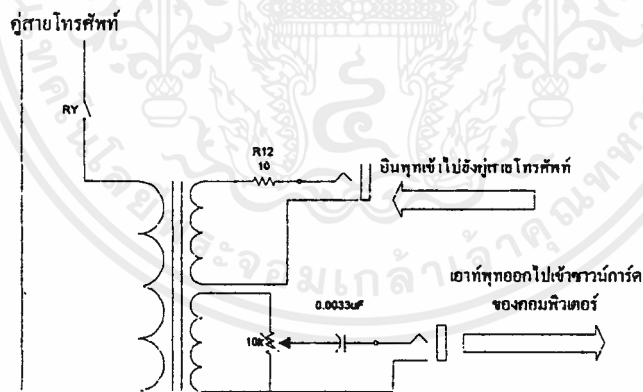 คู่สายโทรศัพท์
RY
R12
10
อินพุทเข้าไปยังคู่สายโทรศัพท์
เอาท์พุทออกไปเข้าซาวน์การ์ด
ของคอมพิวเตอร์
0.0033uF
10k